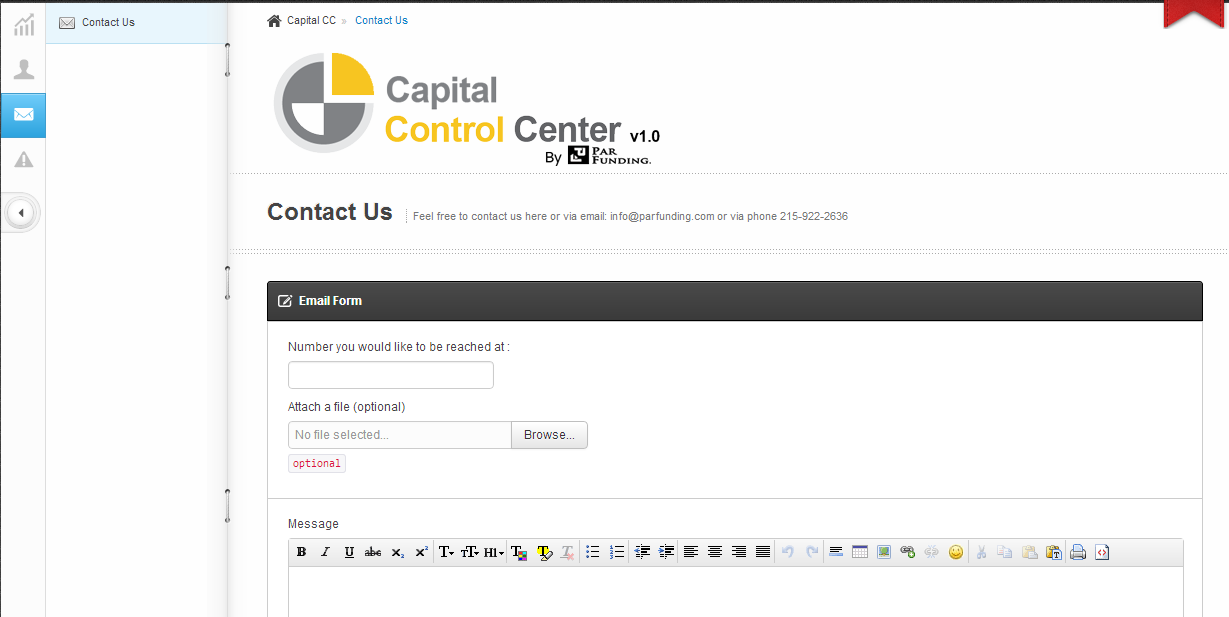 Contact Us
Capital CC » Contact Us
Capital
Control Center v1.0
By PAR FUNDING.
Contact Us Feel free to contact us here or via email: info@parfunding.com or via phone 215-922-2636
Email Form
Number you would like to be reached at :
Attach a file (optional)
No file selected... Browse...
optional
Message
B I U abc x₂ x² T TT H1 T T T